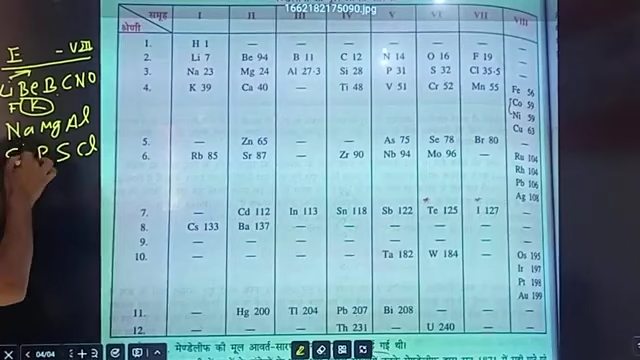 1662182175090.jpg
समूह I II III IV V VI VII VIII
श्रेणी
1. H 1 — — — — — —
2. Li 7 Be 94 B 11 C 12 N 14 O 16 F 19
3. Na 23 Mg 24 Al 27·3 Si 28 P 31 S 32 Cl 35·5
4. K 39 Ca 40 — Ti 48 V 51 Cr 52 Mn 55 Fe 56
Co 59
Ni 59
Cu 63
5. — Zn 65 — — As 75 Se 78 Br 80 —
6. Rb 85 Sr 87 — Zr 90 Nb 94 Mo 96 — Ru 104
Rh 104
Pb 106
Ag 108
7. — Cd 112 In 113 Sn 118 Sb 122 Te 125 I 127 —
8. Cs 133 Ba 137 — — — — — —
9. — — — — — — — —
10. — — — — Ta 182 W 184 — Os 195
Ir 197
Pt 198
Au 199
11. — Hg 200 Tl 204 Pb 207 Bi 208 — —
12. — — — Th 231 — U 240 —
I - VIII
Li Be B C N O
F K
Na Mg Al
P S Cl
04/04
मेण्डेलीफ की मूल गई थी।